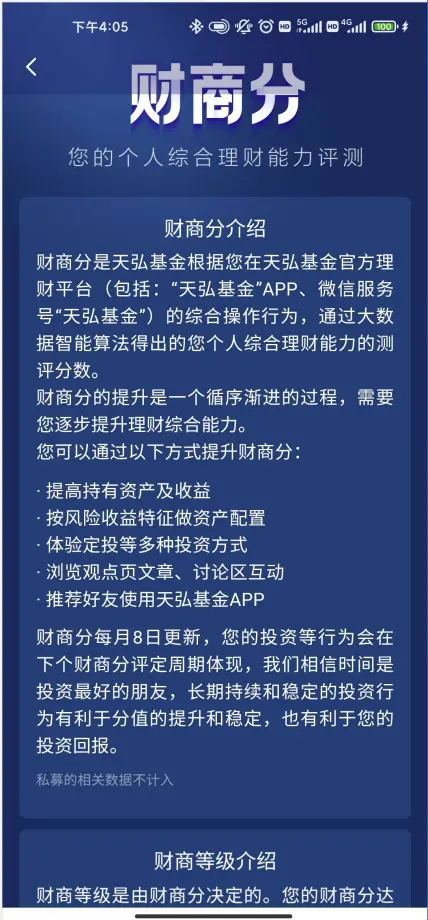 下午4:05
HD 5G HD 4G 100
财商分
您的个人综合理财能力评测
财商分介绍
财商分是天弘基金根据您在天弘基金官方理
财平台（包括：“天弘基金”APP、微信服务
号“天弘基金”）的综合操作行为，通过大数
据智能算法得出的您个人综合理财能力的测
评分数。
财商分的提升是一个循序渐进的过程，需要
您逐步提升理财综合能力。
您可以通过以下方式提升财商分：
· 提高持有资产及收益
· 按风险收益特征做资产配置
· 体验定投等多种投资方式
· 浏览观点页文章、讨论区互动
· 推荐好友使用天弘基金APP
财商分每月8日更新，您的投资等行为会在
下个财商分评定周期体现，我们相信时间是
投资最好的朋友，长期持续和稳定的投资行
为有利于分值的提升和稳定，也有利于您的
投资回报。
私募的相关数据不计入
财商等级介绍
财商等级是由财商分决定的。您的财商分达